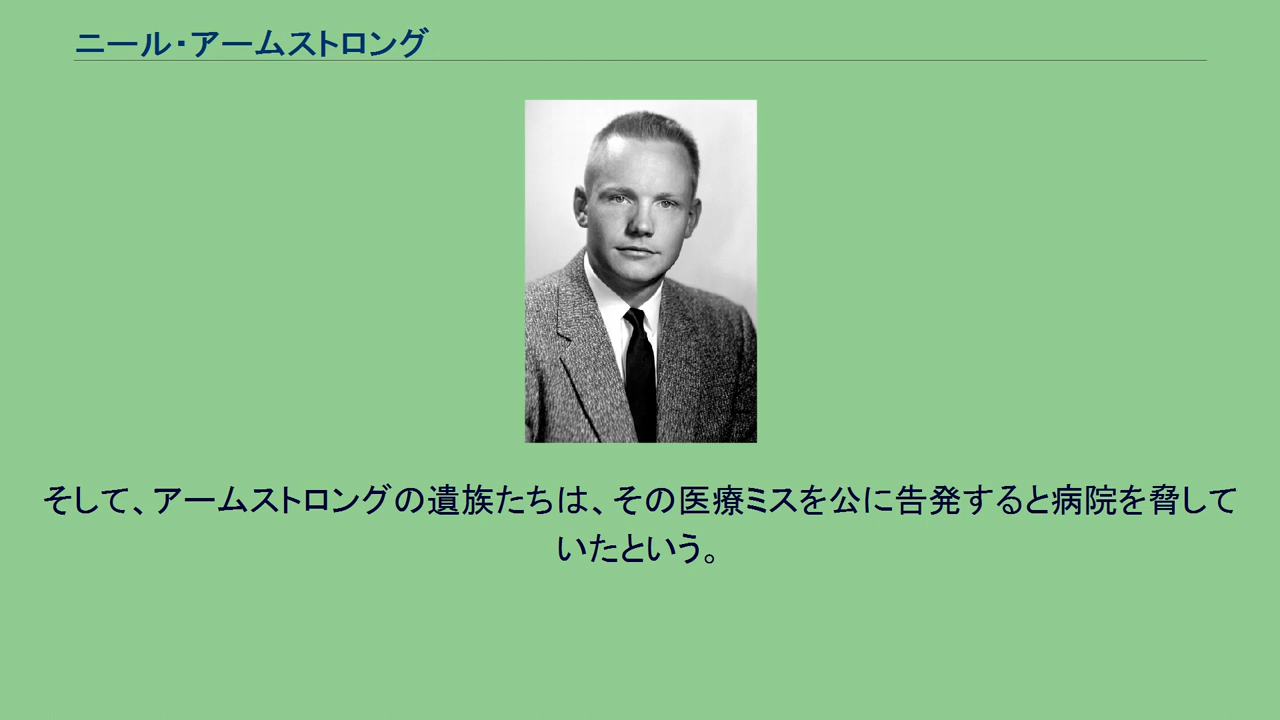 ニール・アームストロング
そして、アームストロングの遺族たちは、その医療ミスを公に告発すると病院を脅して
いたという。